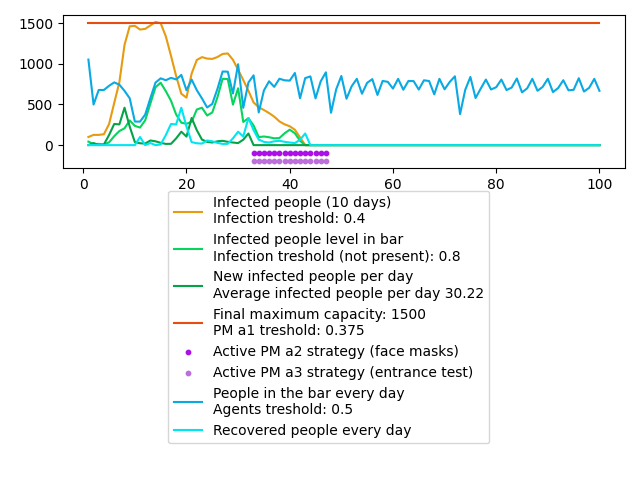 1500
1000
500
0
0 20 40 60 80 100
Infected people (10 days)
Infection treshold: 0.4
Infected people level in bar
Infection treshold (not present): 0.8
New infected people per day
Average infected people per day 30.22
Final maximum capacity: 1500
PM a1 treshold: 0.375
Active PM a2 strategy (face masks)
Active PM a3 strategy (entrance test)
People in the bar every day
Agents treshold: 0.5
Recovered people every day